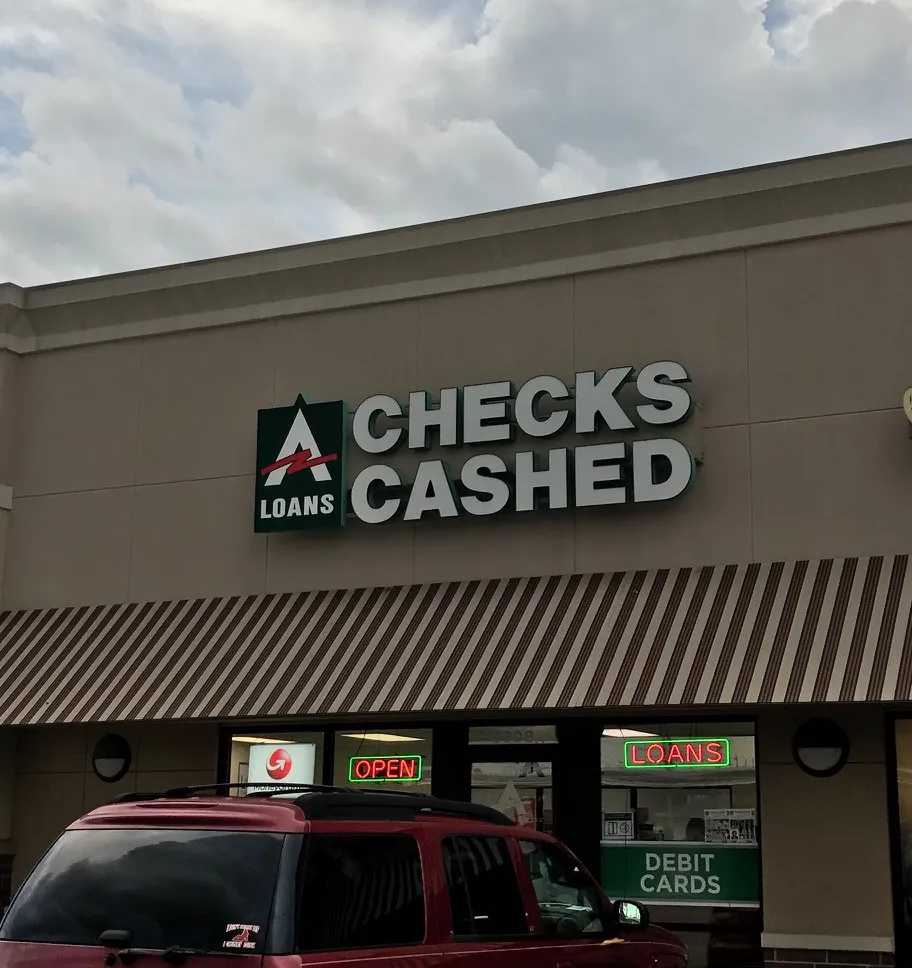 CHECKS
CASHED
A
LOANS
OPEN
LOANS
DEBIT
CARDS